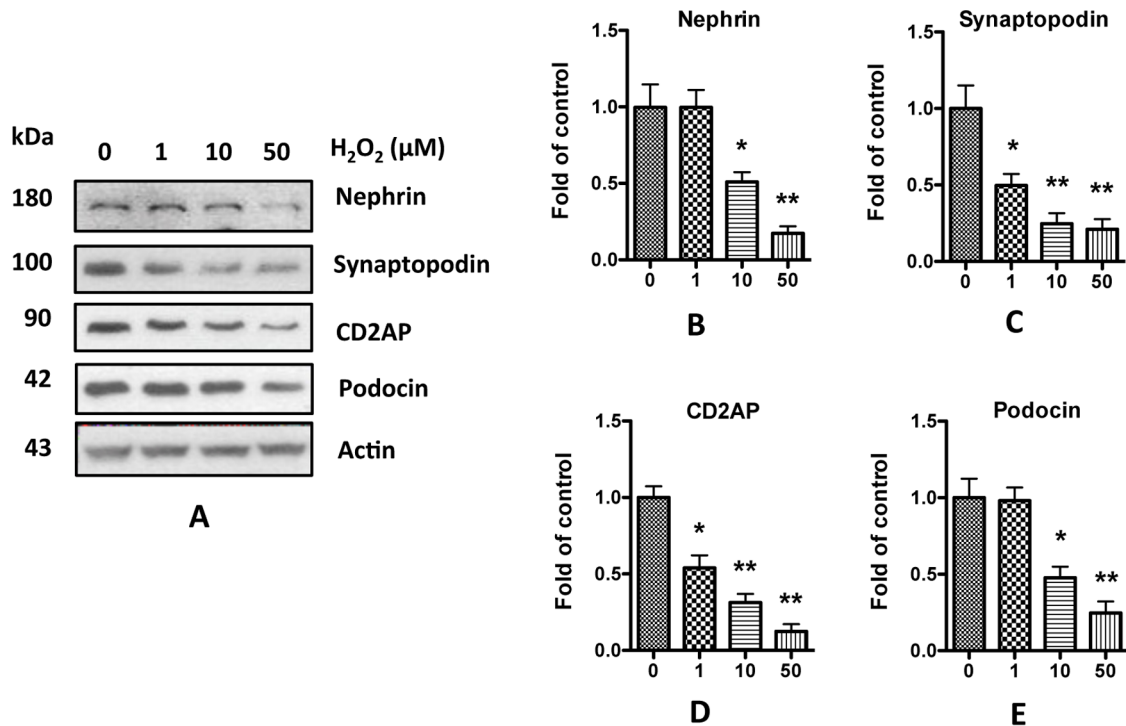 kDa
0 1 10 50 H₂O₂ (µM)
180 Nephrin
100 Synaptopodin
90 CD2AP
42 Podocin
43 Actin
A
Nephrin
Fold of control
1.5
1.0
0.5
0.0
*
**
0 1 10 50
B
Synaptopodin
Fold of control
1.5
1.0
0.5
0.0
*
**
**
0 1 10 50
C
CD2AP
Fold of control
1.5
1.0
0.5
0.0
*
**
**
0 1 10 50
D
Podocin
Fold of control
1.5
1.0
0.5
0.0
*
**
0 1 10 50
E